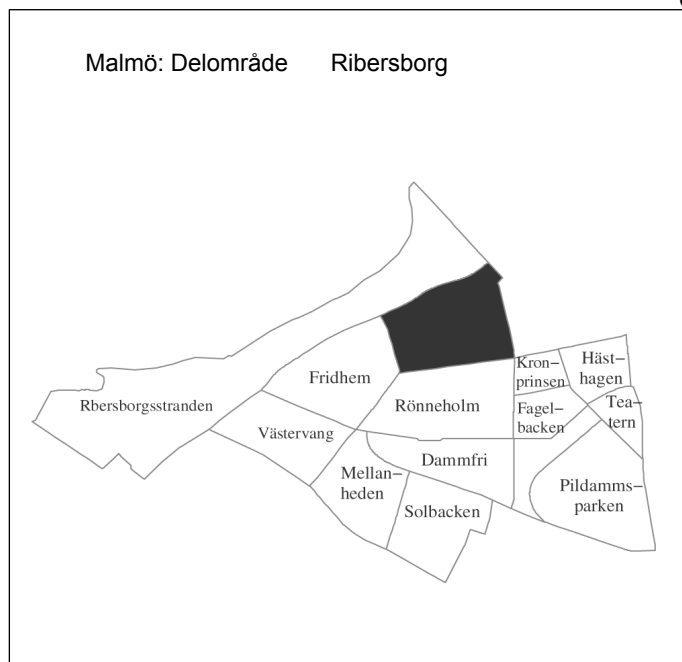 Malmö: Delområde Ribersborg
Rbersborgsstranden
Fridhem
Västervang
Rönneholm
Kron–
prinsen
Häst–
hagen
Fagel–
backen
Tea–
tern
Mellan–
heden
Dammfri
Solbacken
Pildamms–
parken